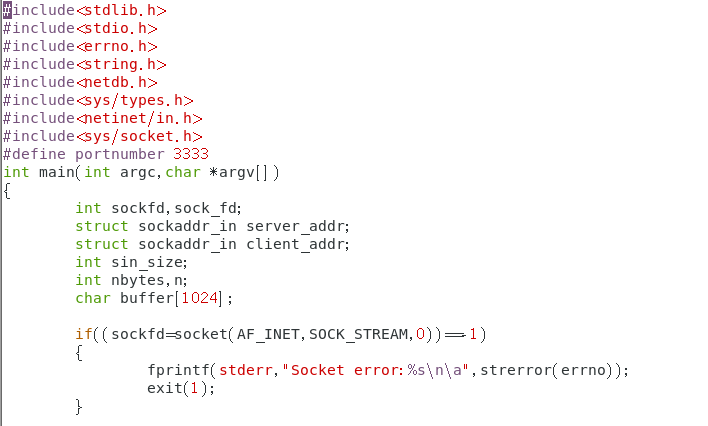 #include<stdlib.h>
#include<stdio.h>
#include<errno.h>
#include<string.h>
#include<netdb.h>
#include<sys/types.h>
#include<netinet/in.h>
#include<sys/socket.h>
#define portnumber 3333
int main(int argc,char *argv[])
{
        int sockfd,sock_fd;
        struct sockaddr_in server_addr;
        struct sockaddr_in client_addr;
        int sin_size;
        int nbytes,n;
        char buffer[1024];

        if((sockfd=socket(AF_INET,SOCK_STREAM,0))==-1)
        {
                fprintf(stderr,"Socket error:%s\n\a",strerror(errno));
                exit(1);
        }